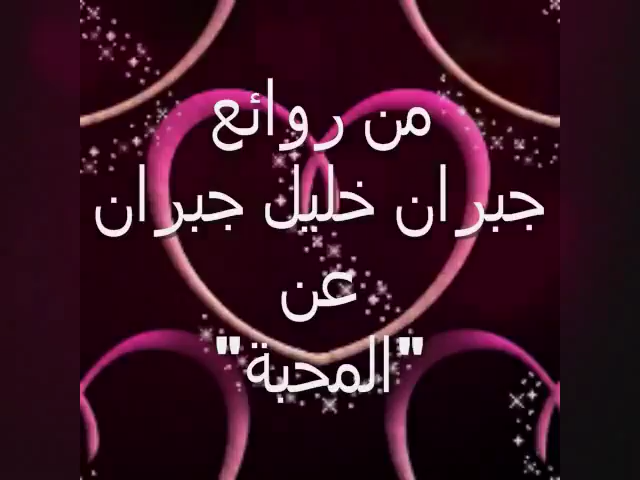 من روائع
جبران خليل جبران
عن
"المحبة"